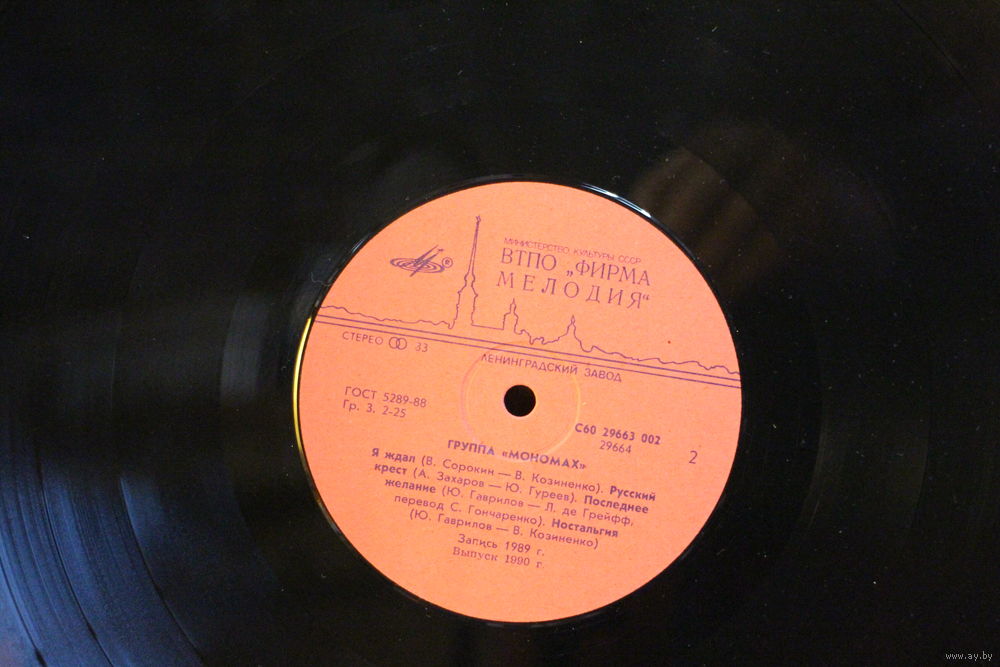 МИНИСТЕРСТВО КУЛЬТУРЫ СССР
ВТПО „ФИРМА
МЕЛОДИЯ“
®
СТЕРЕО 33
ЛЕНИНГРАДСКИЙ ЗАВОД
ГОСТ 5289-88
Гр. 3. 2-25
С60 29663 002
29664
2
ГРУППА «МОНОМАХ»
Я ждал (В. Сорокин — В. Козиненко). Русский
крест (А. Захаров — Ю. Гуреев). Последнее
желание (Ю. Гаврилов — Л. де Грейфф,
перевод С. Гончаренко). Ностальгия
(Ю. Гаврилов — В. Козиненко)
Запись 1989 г.
Выпуск 1990 г.
www.ay.by